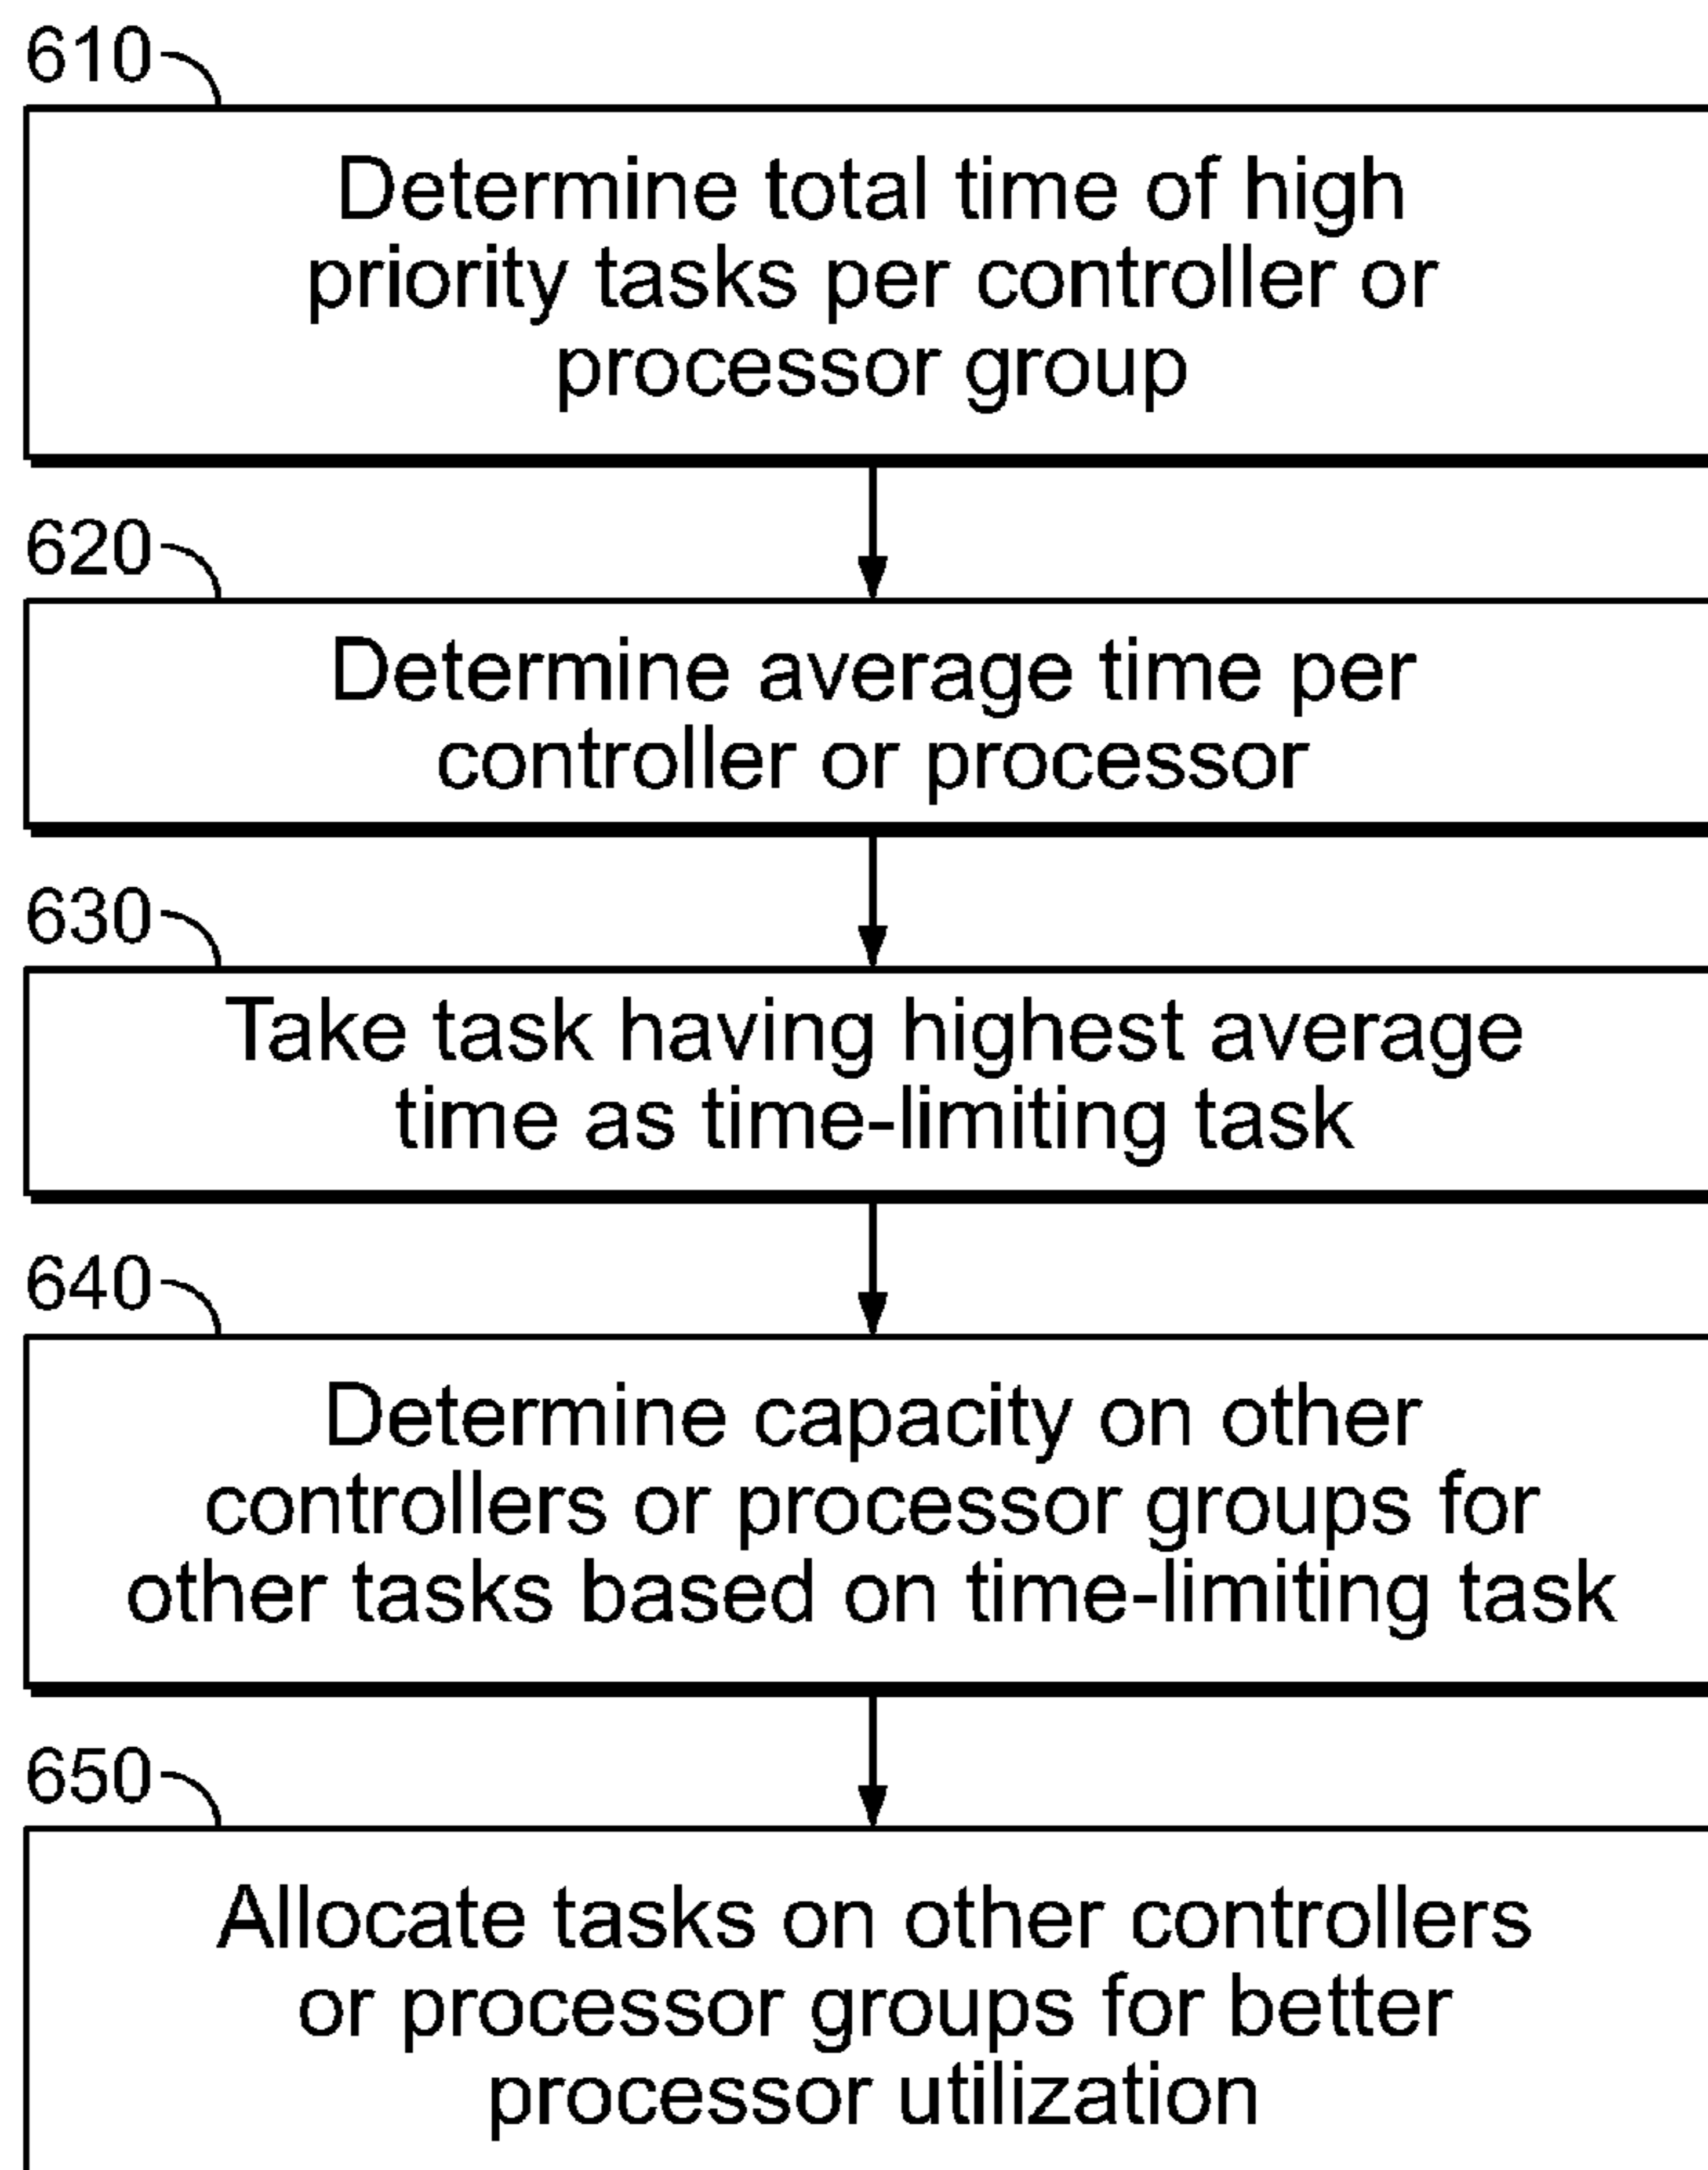 610
Determine total time of high
priority tasks per controller or
processor group
620
Determine average time per
controller or processor
630
Take task having highest average
time as time-limiting task
640
Determine capacity on other
controllers or processor groups for
other tasks based on time-limiting task
650
Allocate tasks on other controllers
or processor groups for better
processor utilization